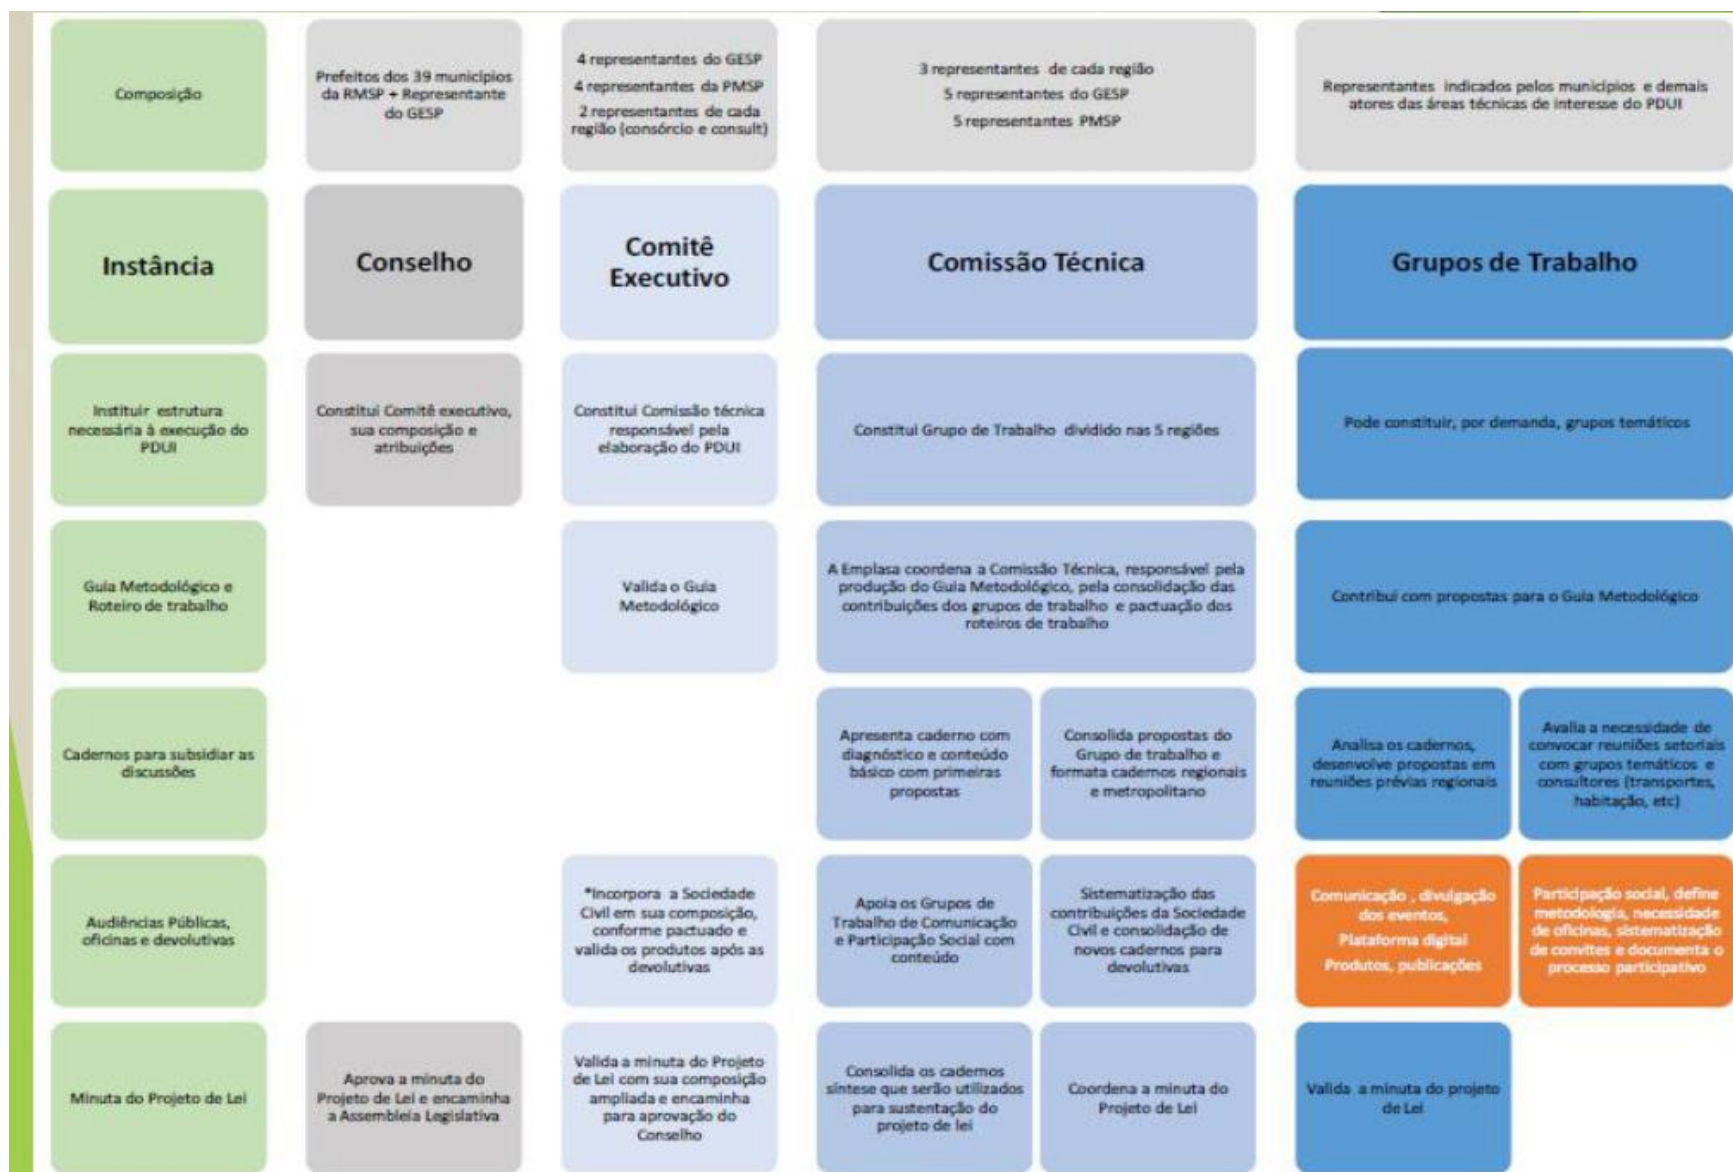 Composição
Prefeitos dos 39 municípios
da RMSP + Representante
do GESP
4 representantes do GESP
4 representantes da PMSP
2 representantes de cada
região (consórcio e consult)
3 representantes de cada região
5 representantes do GESP
5 representantes PMSP
Representantes indicados pelos municípios e demais
atores das áreas técnicas de interesse do PDUI
Instância
Conselho
Comitê
Executivo
Comissão Técnica
Grupos de Trabalho
Instituir estrutura
necessária à execução do
PDUI
Constitui Comitê executivo,
sua composição e
atribuições
Constitui Comissão técnica
responsável pela
elaboração do PDUI
Constitui Grupo de Trabalho dividido nas 5 regiões
Pode constituir, por demanda, grupos temáticos
Guia Metodológico e
Roteiro de trabalho
Valida o Guia
Metodológico
A Emplasa coordena a Comissão Técnica, responsável pela
produção do Guia Metodológico, pela consolidação das
contribuições dos grupos de trabalho e pactuação dos
roteiros de trabalho
Contribui com propostas para o Guia Metodológico
Cadernos para subsidiar as
discussões
Apresenta caderno com
diagnóstico e conteúdo
básico com primeiras
propostas
Consolida propostas do
Grupo de trabalho e
formata cadernos regionais
e metropolitano
Analisa os cadernos,
desenvolve propostas em
reuniões prévias regionais
Avalia a necessidade de
convocar reuniões setoriais
com grupos temáticos e
consultores (transportes,
habitação, etc)
Audiências Públicas,
oficinas e devolutivas
*Incorpora a Sociedade
Civil em sua composição,
conforme pactuado e
valida os produtos após as
devolutivas
Apoia os Grupos de
Trabalho de Comunicação
e Participação Social com
conteúdo
Sistematização das
contribuições da Sociedade
Civil e consolidação de
novos cadernos para
devolutivas
Comunicação , divulgação
dos eventos,
Plataforma digital
Produtos, publicações
Participação social, define
metodologia, necessidade
de oficinas, sistematização
de convites e documenta o
processo participativo
Minuta do Projeto de Lei
Aprova a minuta do
Projeto de Lei e encaminha
a Assembleia Legislativa
Valida a minuta do Projeto
de Lei com sua composição
ampliada e encaminha
para aprovação do
Conselho
Consolida os cadernos
síntese que serão utilizados
para sustentação do
projeto de lei
Coordena a minuta do
Projeto de Lei
Valida a minuta do projeto
de Lei